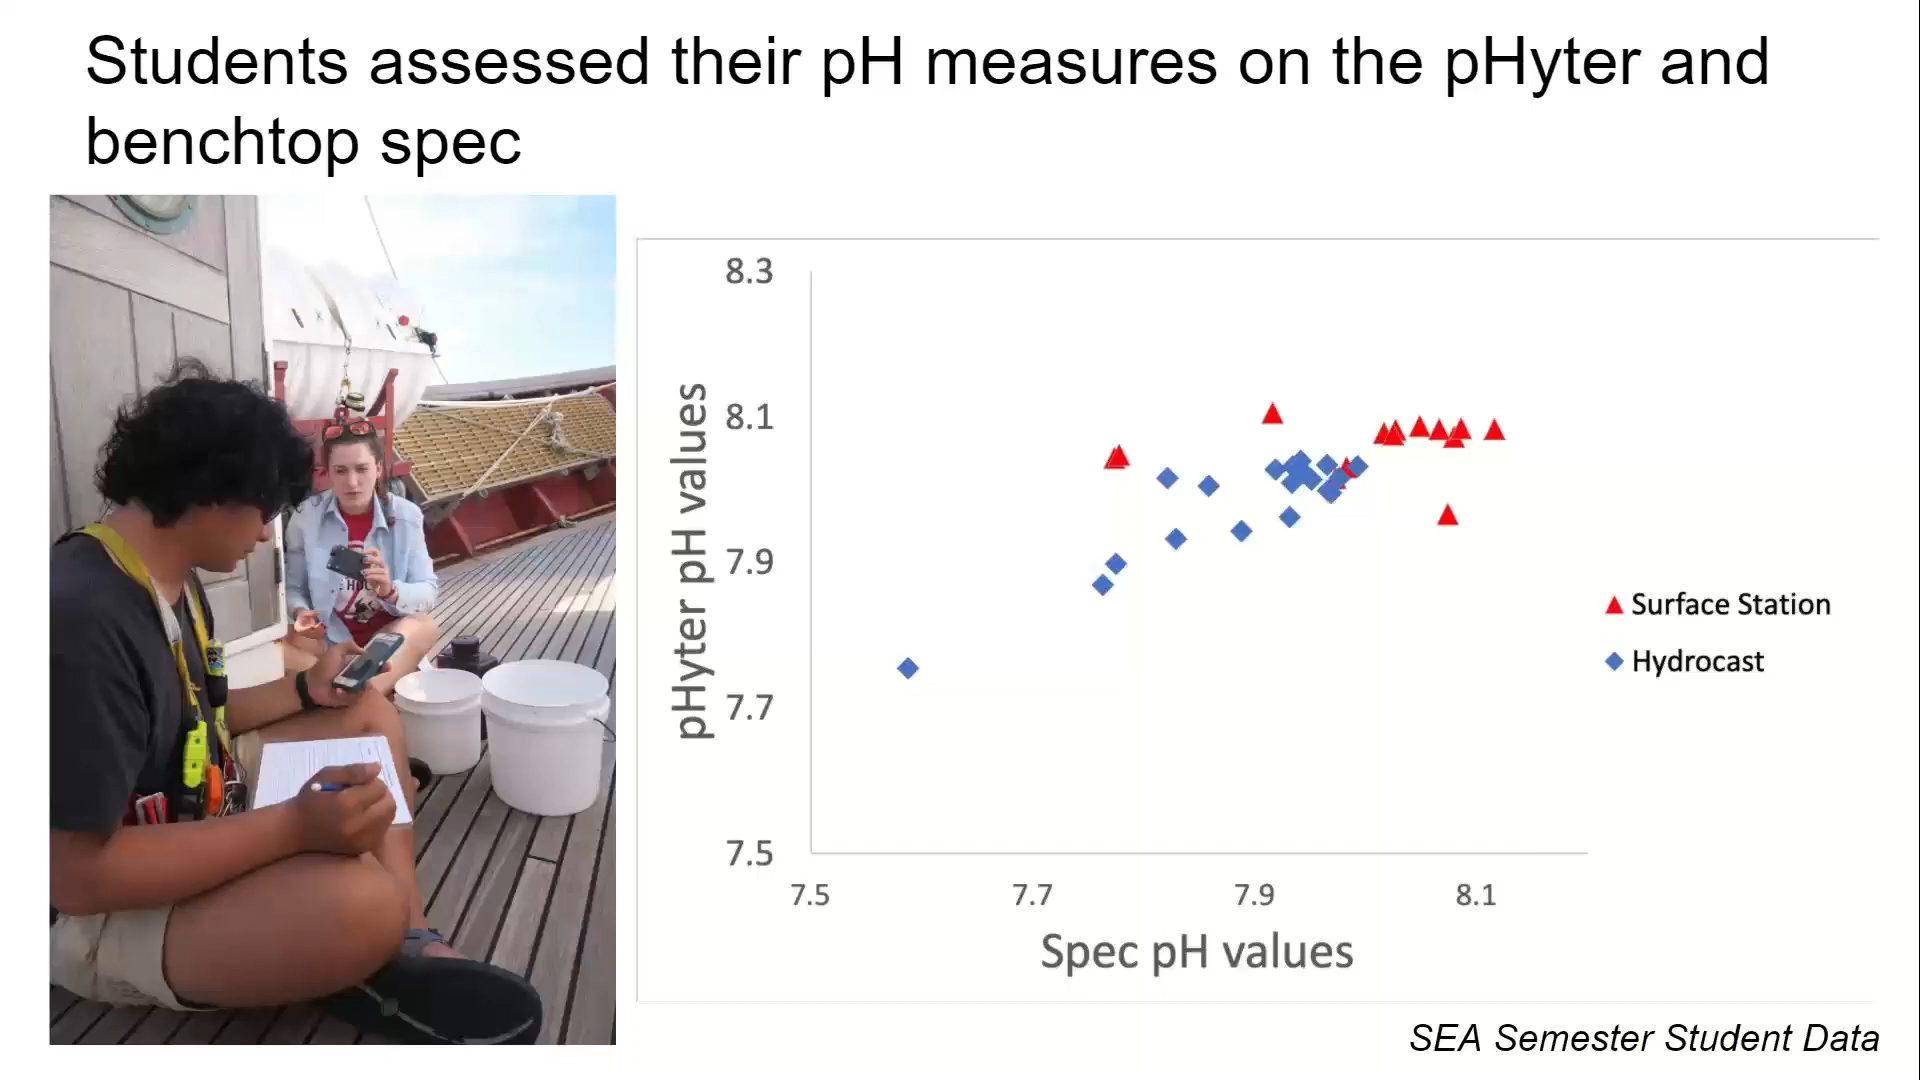 Students assessed their pH measures on the pHyter and
benchtop spec
8.3
8.1
7.9
7.7
7.5
pHyter pH values
7.5 7.7 7.9 8.1
Spec pH values
Surface Station
Hydrocast
SEA Semester Student Data